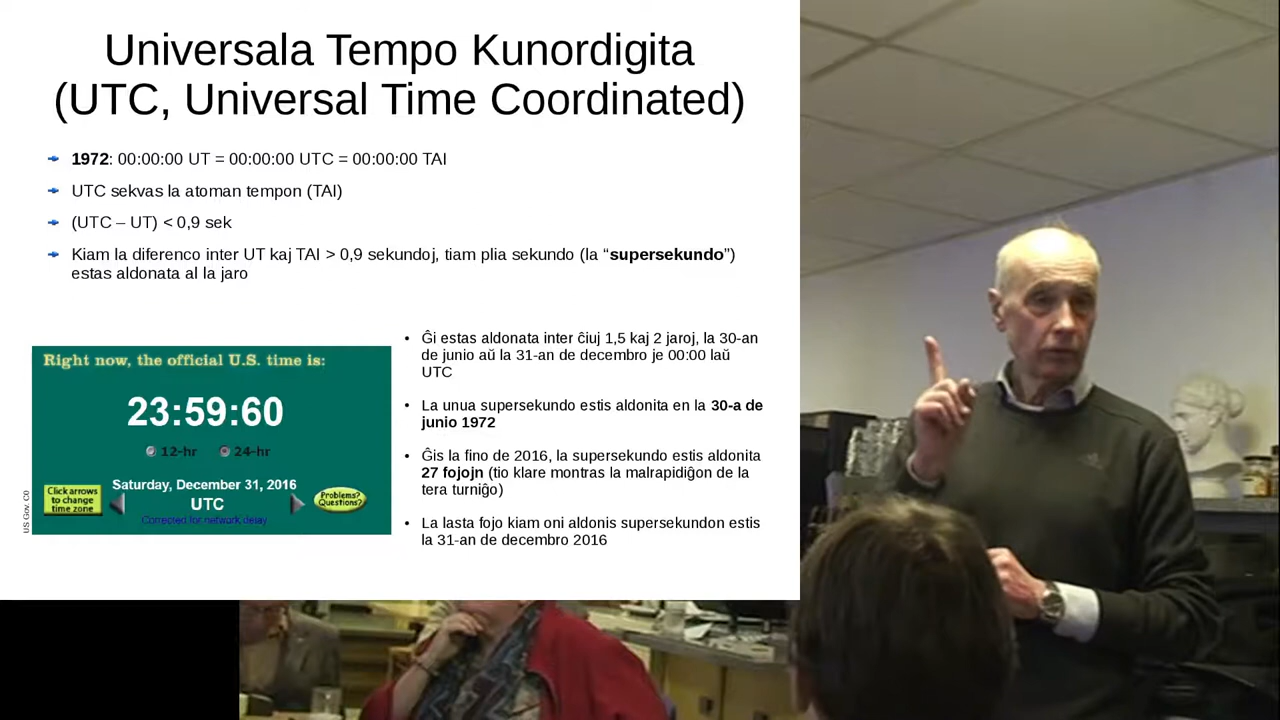 Universala Tempo Kunordigita
(UTC, Universal Time Coordinated)
1972: 00:00:00 UT = 00:00:00 UTC = 00:00:00 TAI
UTC sekvas la atoman tempon (TAI)
(UTC – UT) < 0,9 sek
Kiam la diferenco inter UT kaj TAI > 0,9 sekundoj, tiam plia sekundo (la “supersekundo”)
estas aldonata al la jaro
Right now, the official U.S. time is:
23:59:60
12-hr 24-hr
Saturday, December 31, 2016
UTC
Corrected for network delay
Click arrows
to change
time zone
Problems?
Questions?
US Gov, C0
Ĝi estas aldonata inter ĉiuj 1,5 kaj 2 jaroj, la 30-an
de junio aŭ la 31-an de decembro je 00:00 laŭ
UTC
La unua supersekundo estis aldonita en la 30-a de
junio 1972
Ĝis la fino de 2016, la supersekundo estis aldonita
27 fojojn (tio klare montras la malrapidiĝon de la
tera turniĝo)
La lasta fojo kiam oni aldonis supersekundon estis
la 31-an de decembro 2016